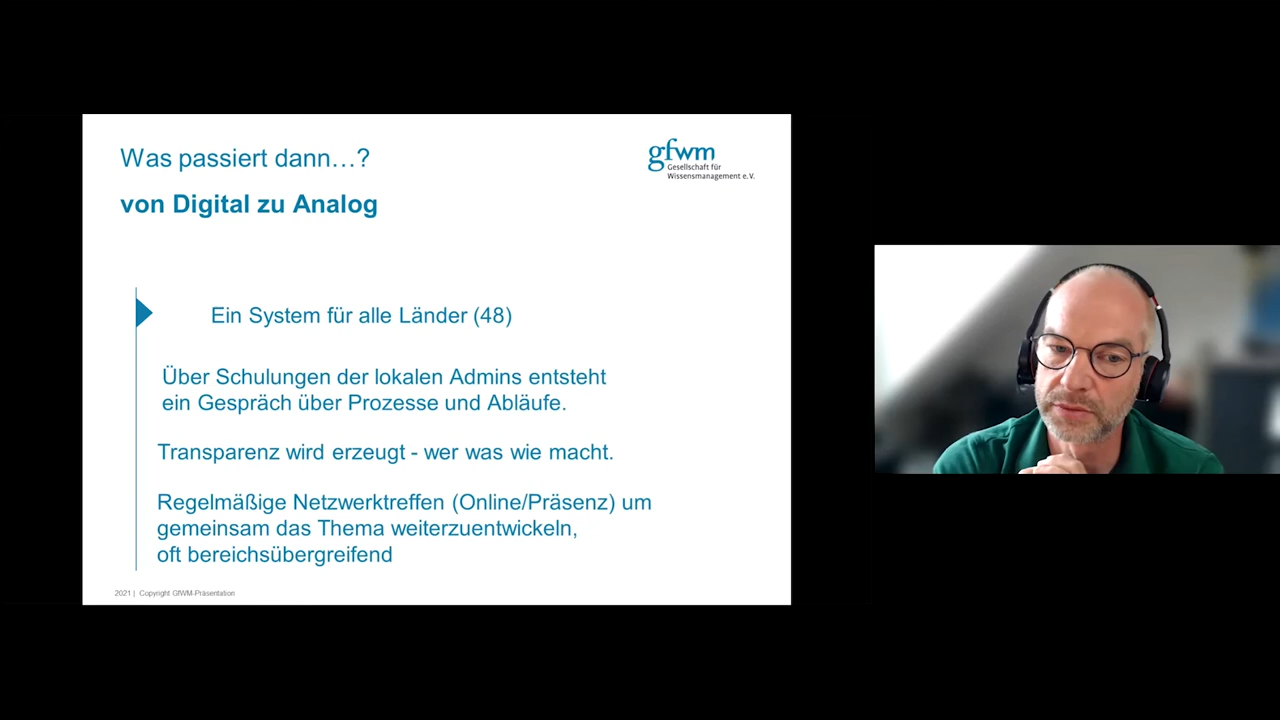 Was passiert dann…?
von Digital zu Analog
gfwm
Gesellschaft für
Wissensmanagement e.V.
Ein System für alle Länder (48)
Über Schulungen der lokalen Admins entsteht
ein Gespräch über Prozesse und Abläufe.
Transparenz wird erzeugt - wer was wie macht.
Regelmäßige Netzwerktreffen (Online/Präsenz) um
gemeinsam das Thema weiterzuentwickeln,
oft bereichsübergreifend
2021 | Copyright GfWM-Präsentation